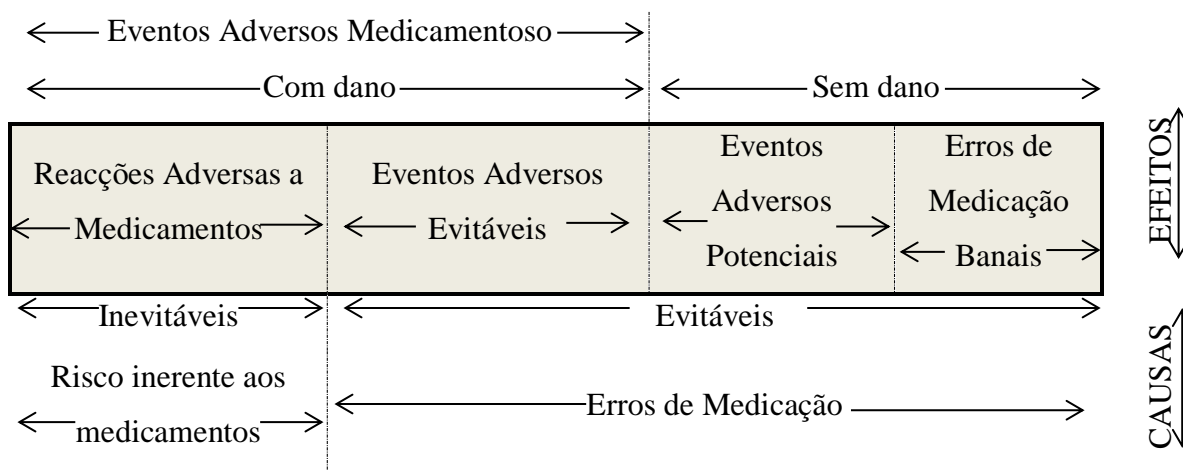 Eventos Adversos Medicamentoso
Com dano
Sem dano
Reacções Adversas a
Medicamentos
Eventos Adversos
Evitáveis
Eventos
Adversos
Potenciais
Erros de
Medicação
Banais
EFEITOS
Inevitáveis
Evitáveis
Risco inerente aos
medicamentos
Erros de Medicação
CAUSAS